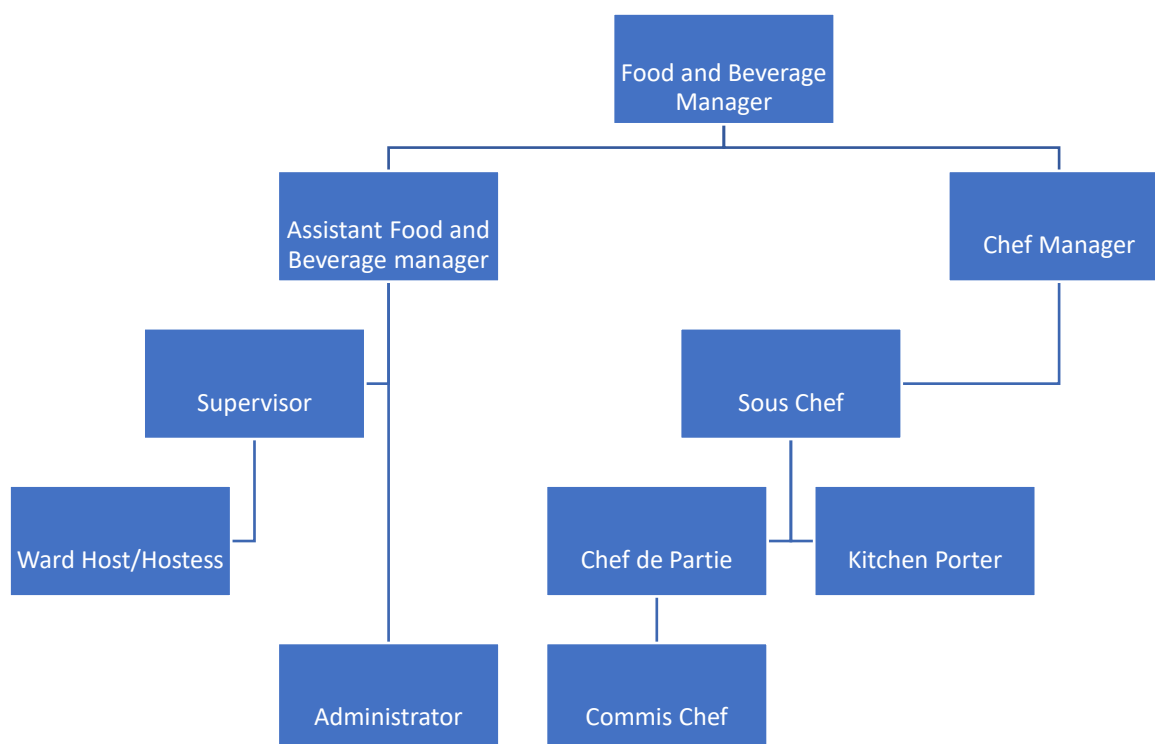 Food and Beverage
Manager
Assistant Food and
Beverage manager
Chef Manager
Supervisor
Sous Chef
Ward Host/Hostess
Chef de Partie
Kitchen Porter
Administrator
Commis Chef